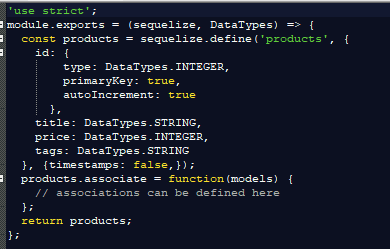 'use strict';
module.exports = (sequelize, DataTypes) => {
  const products = sequelize.define('products', {
    id: {
        type: DataTypes.INTEGER,
        primaryKey: true,
        autoIncrement: true
      },
    title: DataTypes.STRING,
    price: DataTypes.INTEGER,
    tags: DataTypes.STRING
  }, {timestamps: false,});
  products.associate = function(models) {
    // associations can be defined here
  };
  return products;
};